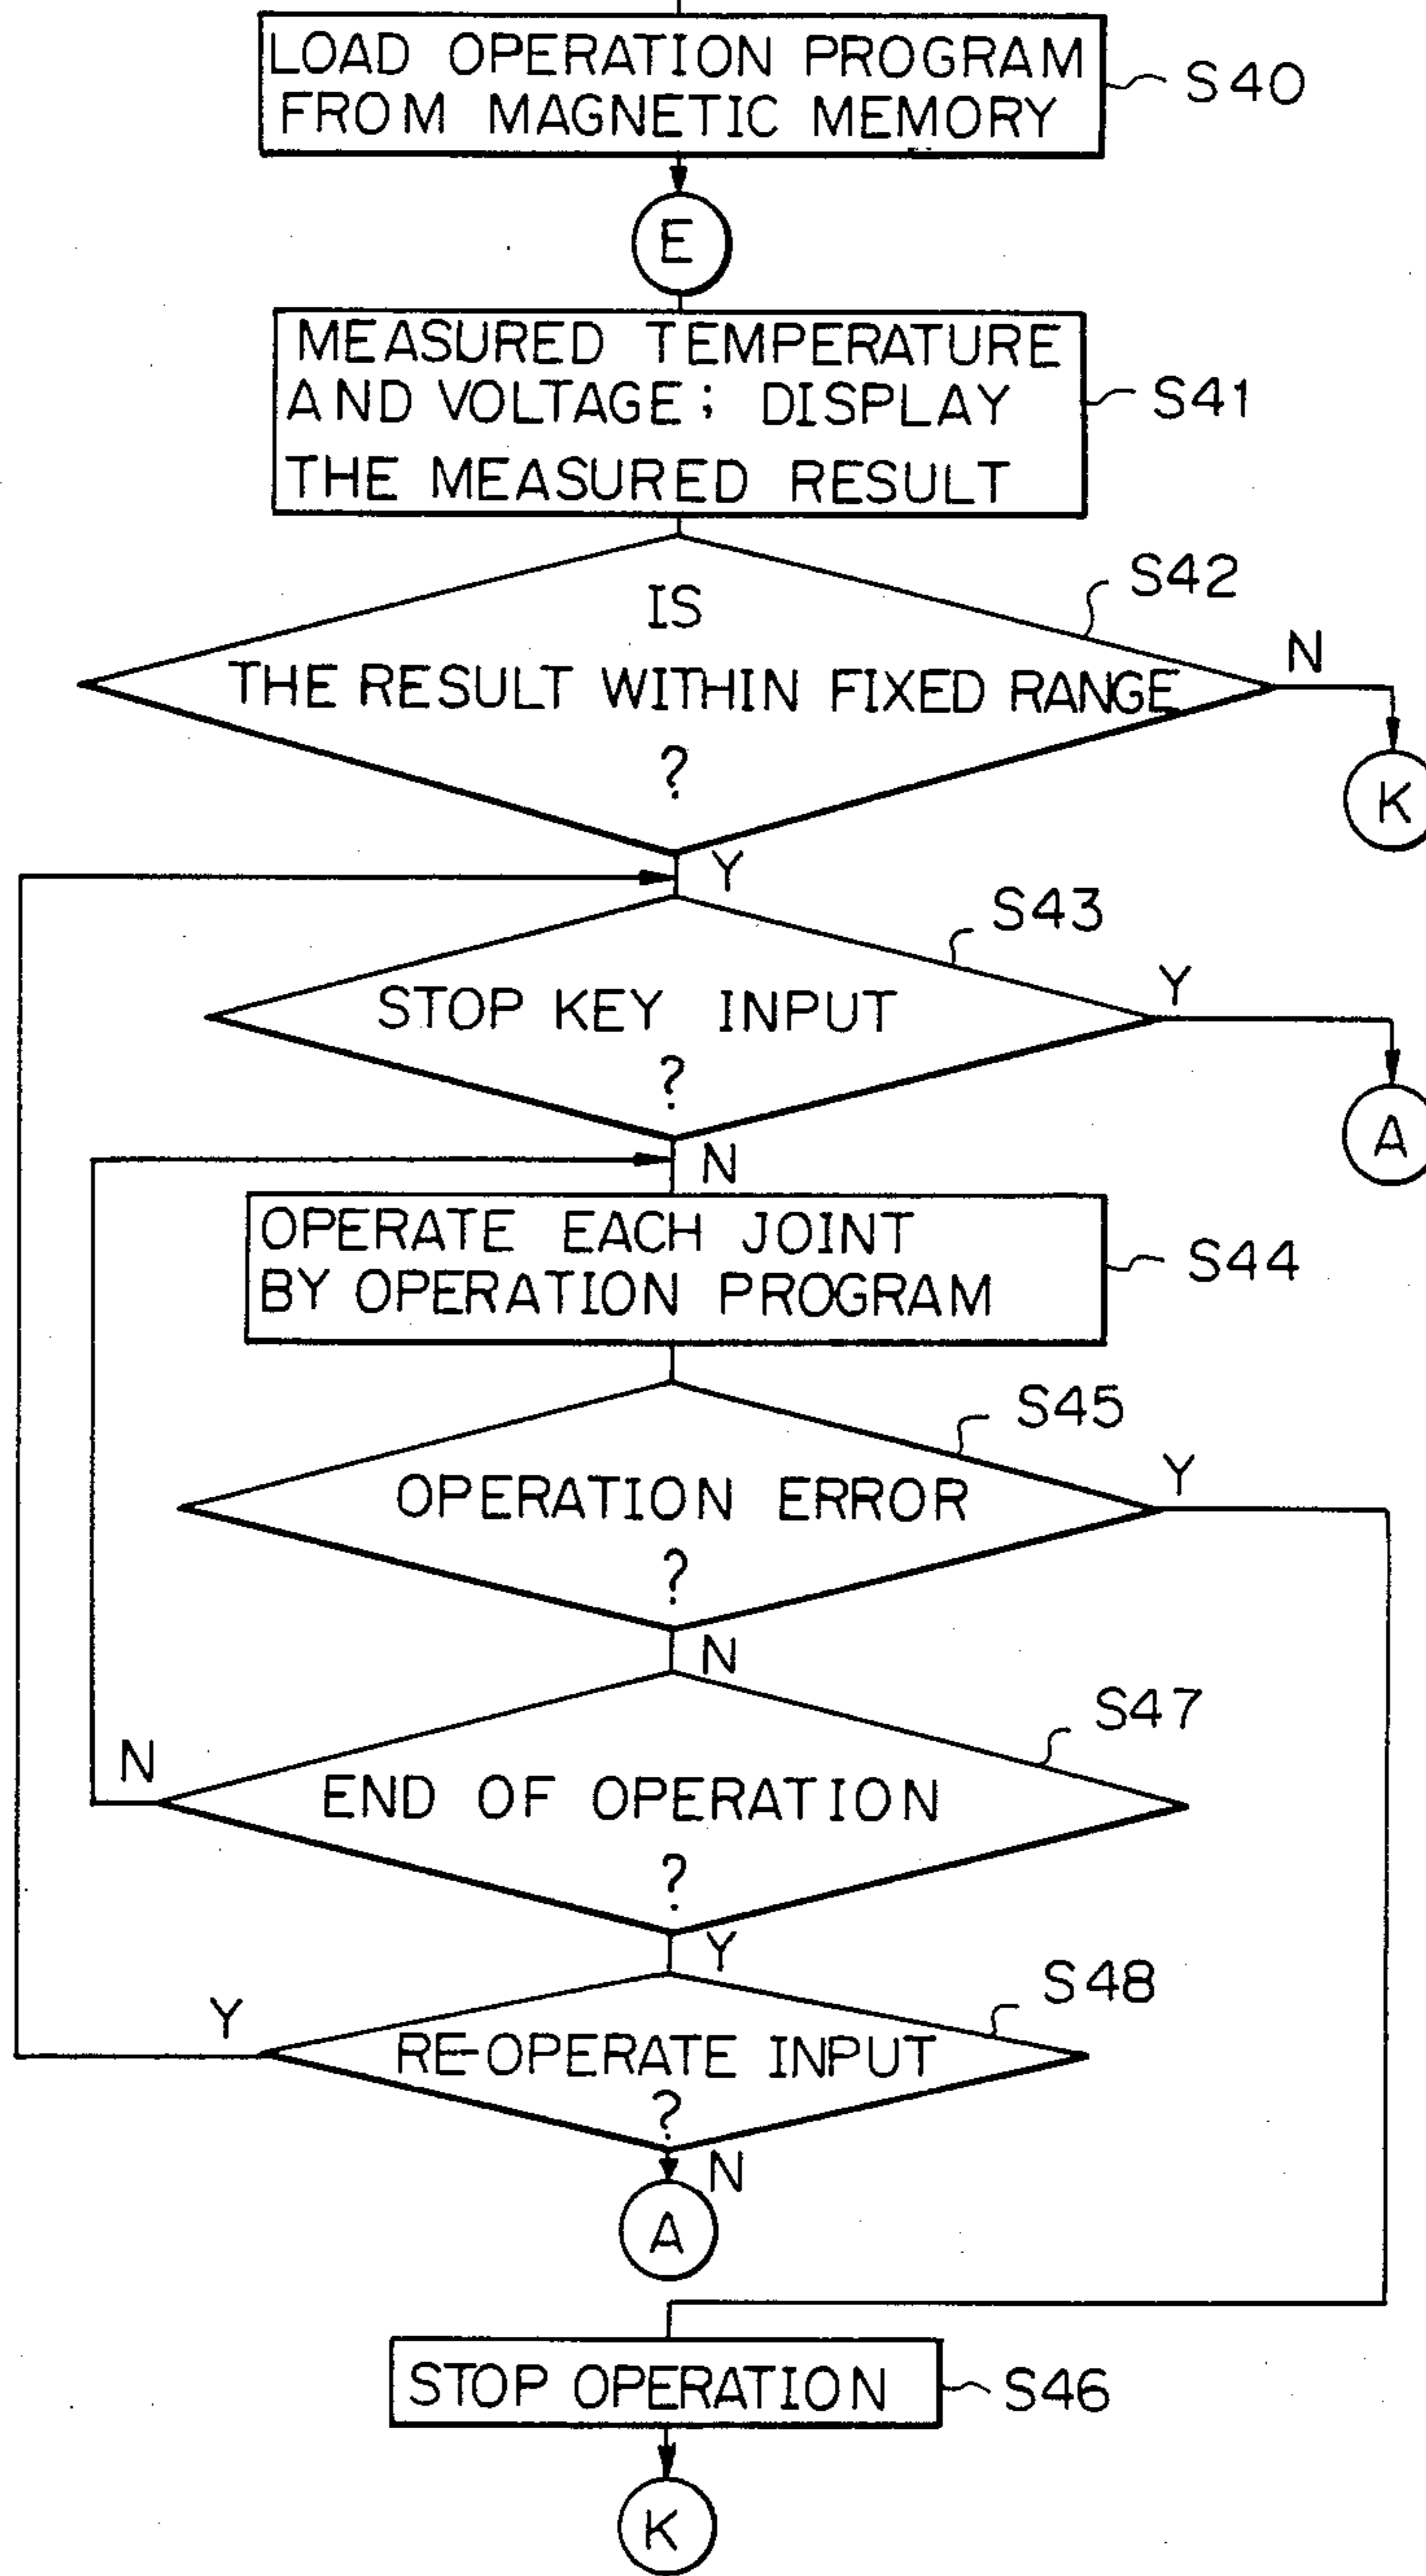 LOAD OPERATION PROGRAM
FROM MAGNETIC MEMORY
S40
E
MEASURED TEMPERATURE
AND VOLTAGE; DISPLAY
THE MEASURED RESULT
S41
S42
IS
THE RESULT WITHIN FIXED RANGE
?
N
K
Y
S43
STOP KEY INPUT
?
Y
A
N
OPERATE EACH JOINT
BY OPERATION PROGRAM
S44
S45
OPERATION ERROR
?
Y
N
S47
N
END OF OPERATION
?
Y
S48
Y
RE-OPERATE INPUT
?
N
A
STOP OPERATION
S46
K